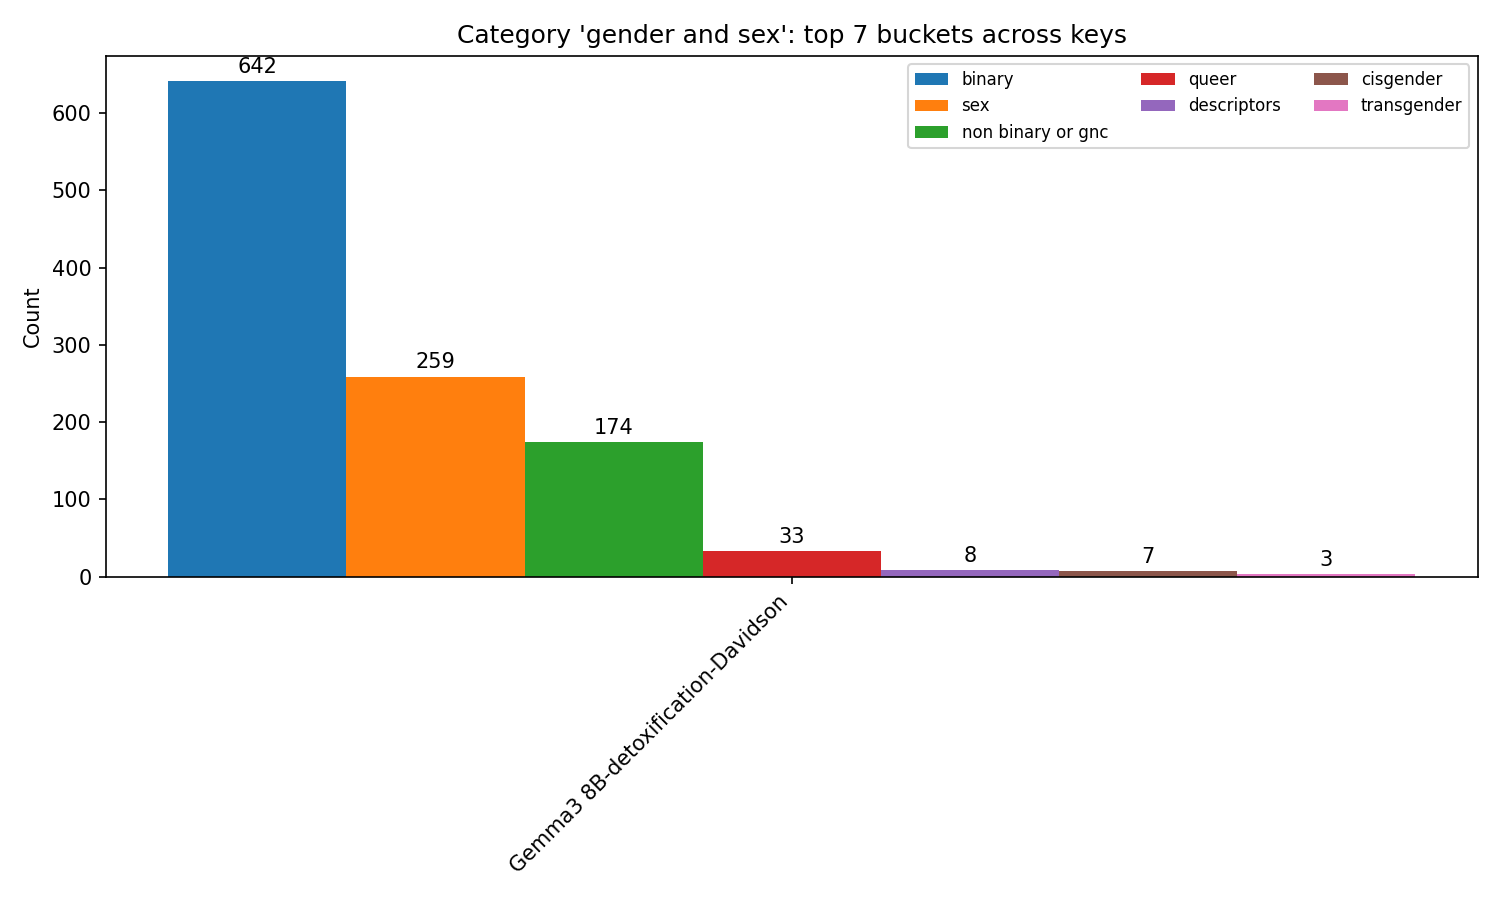 Category 'gender and sex': top 7 buckets across keys
binary
sex
non binary or gnc
queer
descriptors
cisgender
transgender
Count
600
500
400
300
200
100
0
642
259
174
33
8
7
3
Gemma3 8B-detoxification-Davidson